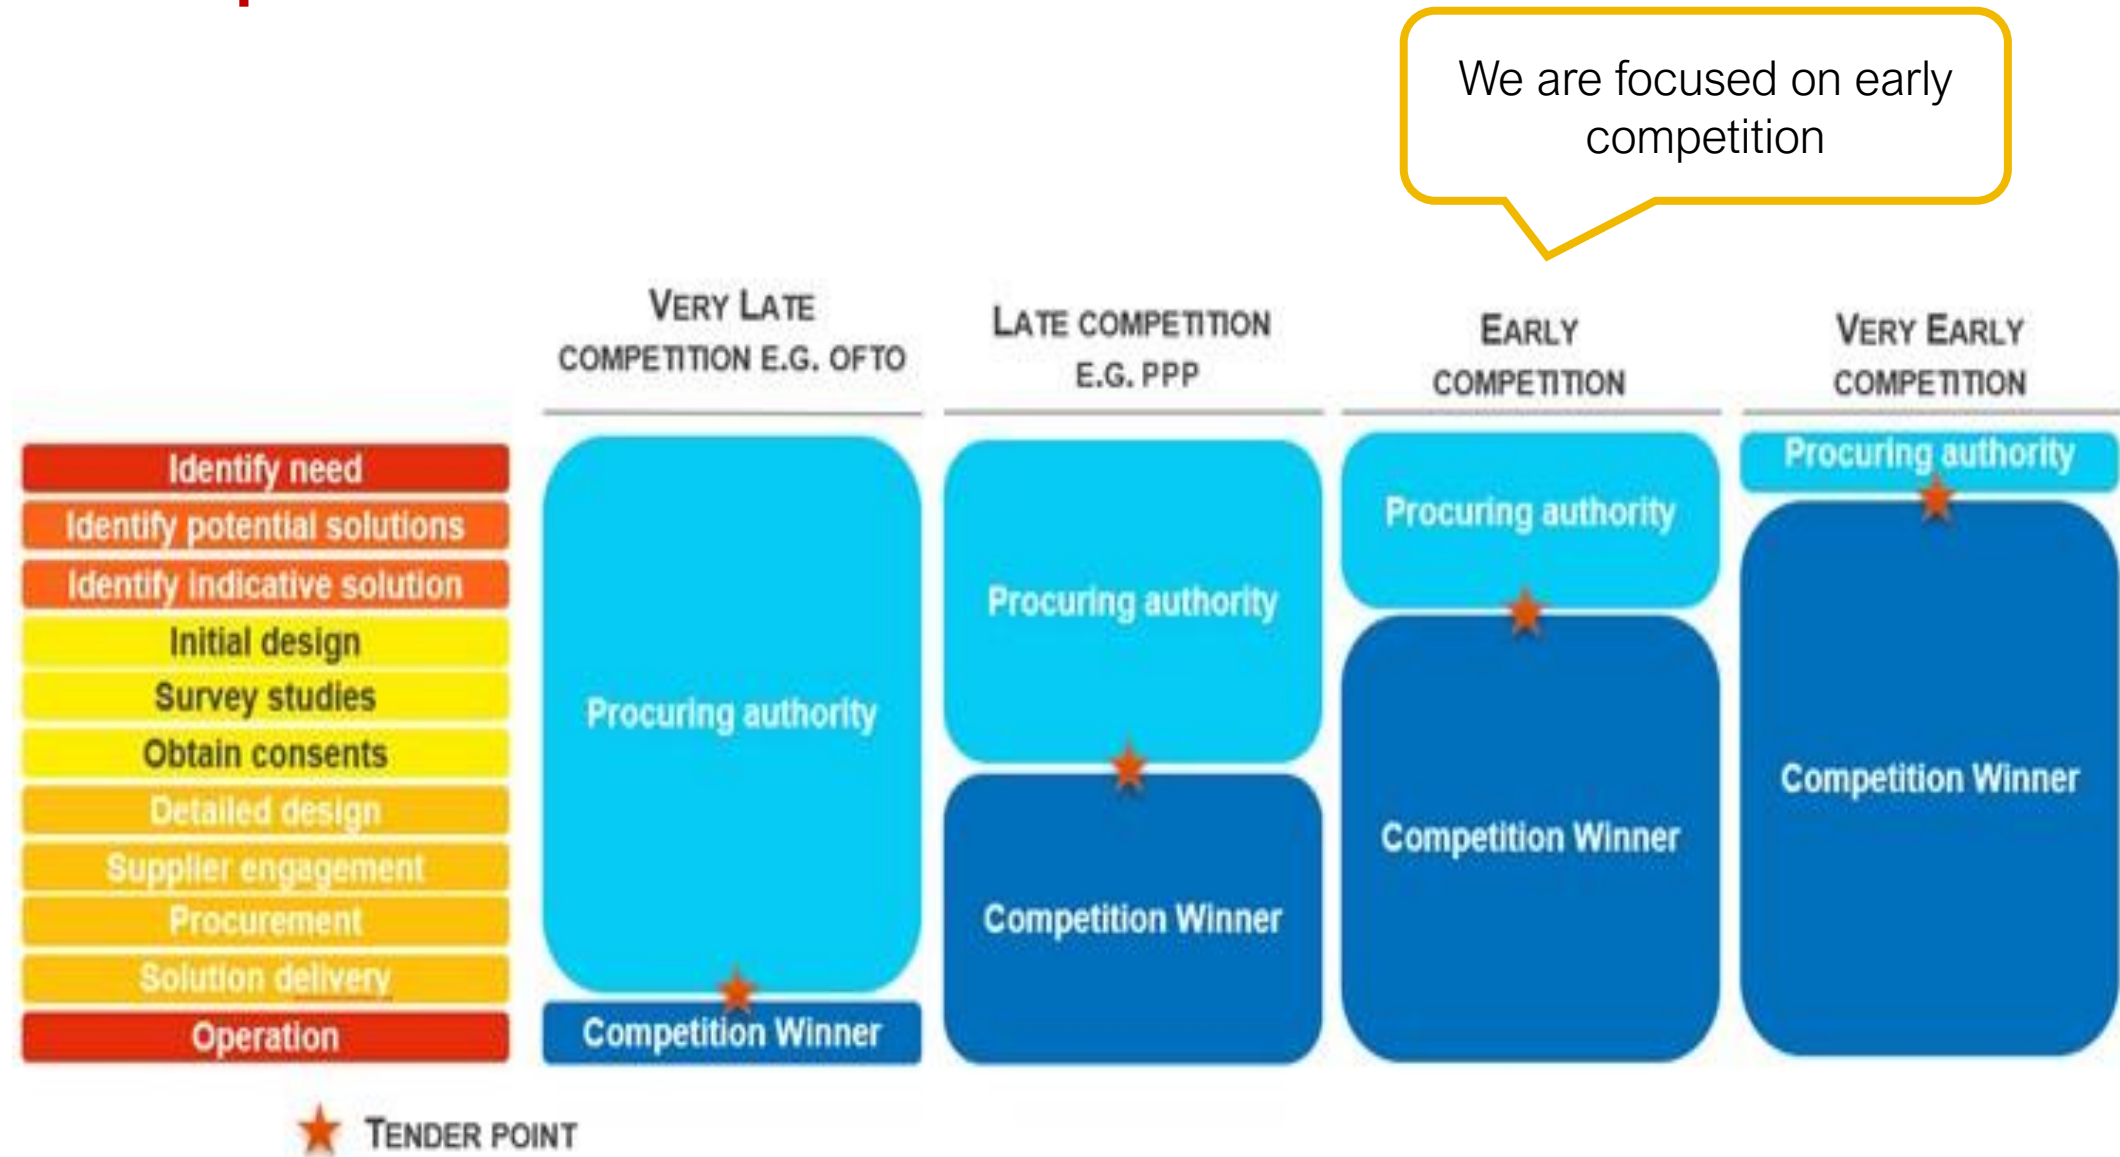 We are focused on early
competition
VERY LATE
COMPETITION E.G. OFTO
LATE COMPETITION
E.G. PPP
EARLY
COMPETITION
VERY EARLY
COMPETITION
Identify need
Identify potential solutions
Identify indicative solution
Initial design
Survey studies
Obtain consents
Detailed design
Supplier engagement
Procurement
Solution delivery
Operation
Procuring authority
Competition Winner
Procuring authority
Competition Winner
Procuring authority
Competition Winner
Procuring authority
Competition Winner
TENDER POINT